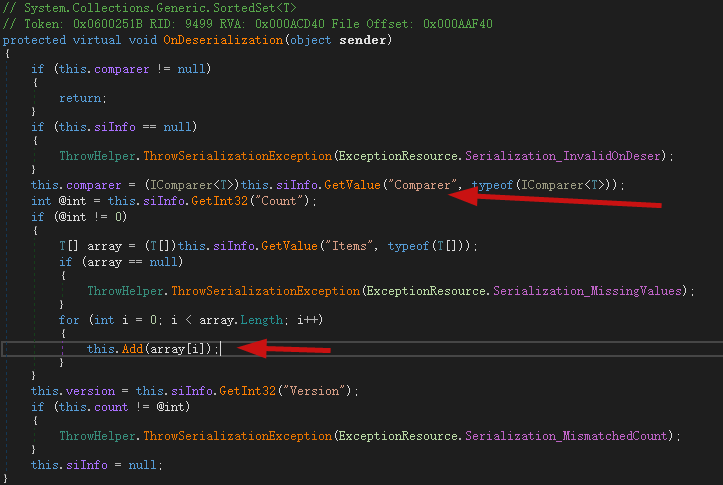 // System.Collections.Generic.SortedSet<T>
// Token: 0x0600251B RID: 9499 RVA: 0x000ACD40 File Offset: 0x000AAF40
protected virtual void OnDeserialization(object sender)
{
    if (this.comparer != null)
    {
        return;
    }
    if (this.siInfo == null)
    {
        ThrowHelper.ThrowSerializationException(ExceptionResource.Serialization_InvalidOnDeser);
    }
    this.comparer = (IComparer<T>)this.siInfo.GetValue("Comparer", typeof(IComparer<T>));
    int @int = this.siInfo.GetInt32("Count");
    if (@int != 0)
    {
        T[] array = (T[])this.siInfo.GetValue("Items", typeof(T[]));
        if (array == null)
        {
            ThrowHelper.ThrowSerializationException(ExceptionResource.Serialization_MissingValues);
        }
        for (int i = 0; i < array.Length; i++)
        {
            this.Add(array[i]);
        }
    }
    this.version = this.siInfo.GetInt32("Version");
    if (this.count != @int)
    {
        ThrowHelper.ThrowSerializationException(ExceptionResource.Serialization_MismatchedCount);
    }
    this.siInfo = null;
}